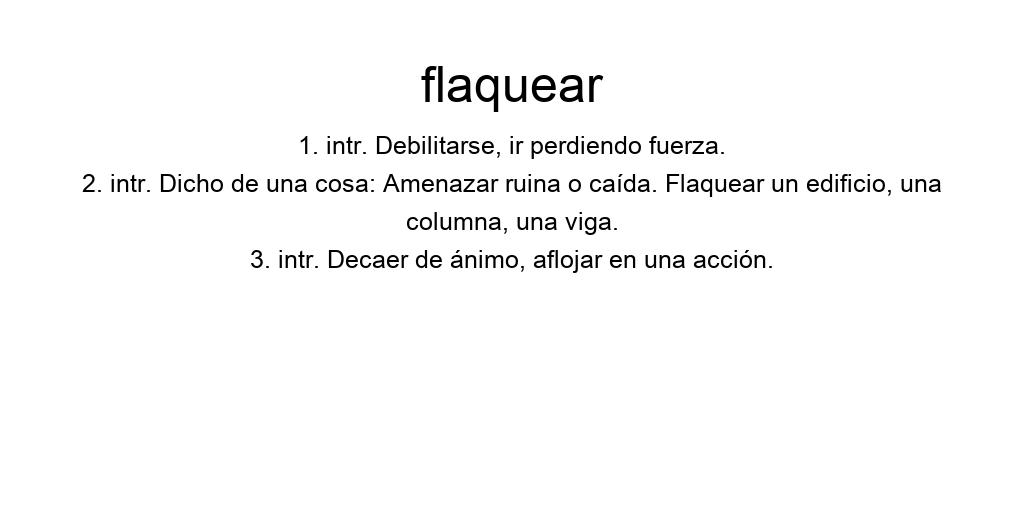 flaquear
1. intr. Debilitarse, ir perdiendo fuerza.
2. intr. Dicho de una cosa: Amenazar ruina o caída. Flaquear un edificio, una
columna, una viga.
3. intr. Decaer de ánimo, aflojar en una acción.